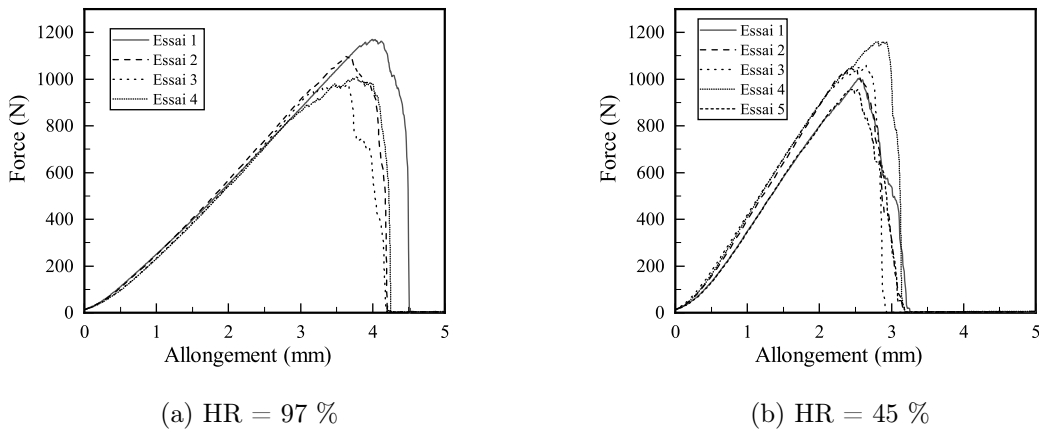 1200
1000
800
600
400
200
0
Force (N)
Essai 1
Essai 2
Essai 3
Essai 4
0 1 2 3 4 5
Allongement (mm)
(a) HR = 97 %
1200
1000
800
600
400
200
0
Force (N)
Essai 1
Essai 2
Essai 3
Essai 4
Essai 5
0 1 2 3 4 5
Allongement (mm)
(b) HR = 45 %